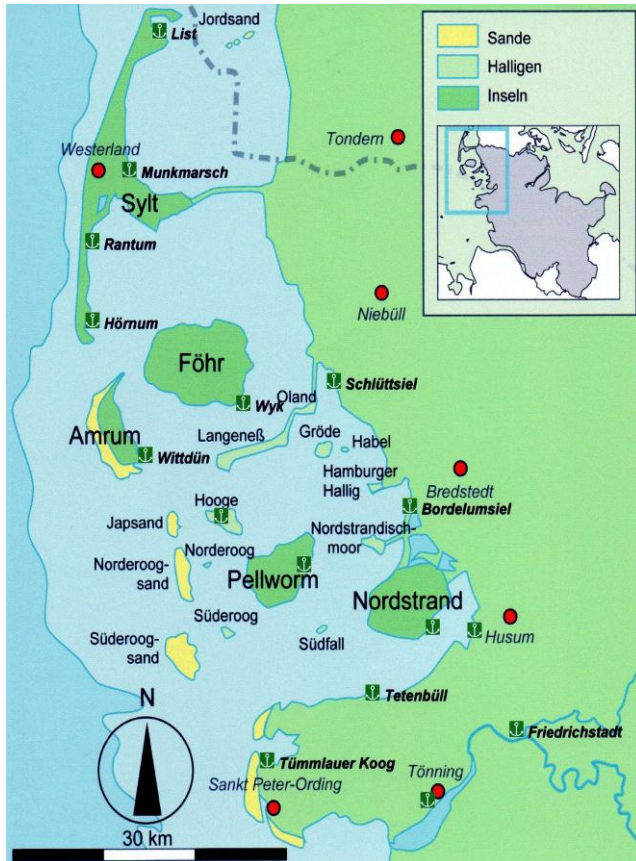 Jordsand
List
Sande
Halligen
Inseln
Tondern
Westerland
Munkmarsch
Sylt
Rantum
Niebüll
Hörnum
Föhr
Schlüttsiel
Oland
Wyk
Amrum
Langeneß
Gröde
Habel
Wittdün
Hamburger
Hallig
Bredstedt
Hooge
Bordelumsiel
Japsand
Nordstrandisch-
moor
Norderoog
Norderoog-
sand
Pellworm
Nordstrand
Süderoog
Husum
Süderoog-
sand
Südfall
N
Tetenbüll
Friedrichstadt
Tümmlauer Koog
Sankt Peter-Ording
Tönning
30 km